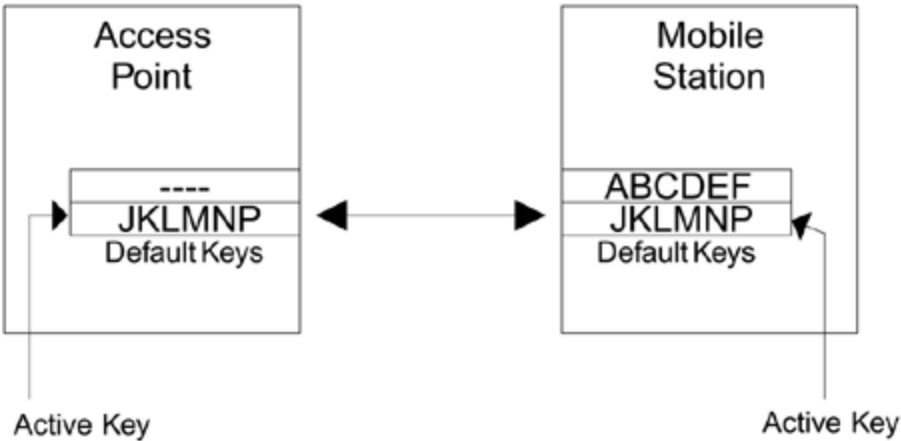 Access
Point
----
JKLMNP
Default Keys
Active Key
Mobile
Station
ABCDEF
JKLMNP
Default Keys
Active Key